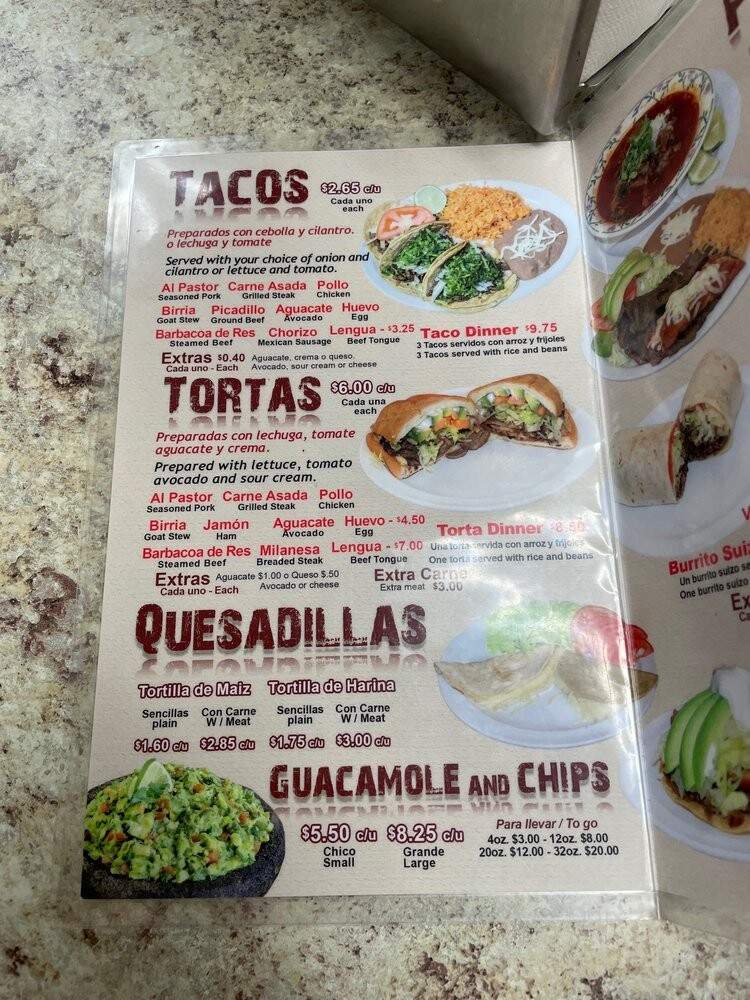 TACOS $2.65 c/u
Cada uno
each
Preparados con cebolla y cilantro.
o lechuga y tomate
Served with your choice of onion and
cilantro or lettuce and tomato.
Al Pastor Carne Asada Pollo
Seasoned Pork Grilled Steak Chicken
Birria Picadillo Aguacate Huevo
Goat Stew Ground Beef Avocado Egg
Barbacoa de Res Chorizo Lengua - $3.25
Steamed Beef Mexican Sausage Beef Tongue
Extras $0.40 Aguacate, crema o queso.
Cada uno - Each Avocado, sour cream or cheese
Taco Dinner $9.75
3 Tacos servidos con arroz y frijoles
3 Tacos served with rice and beans
TORTAS $6.00 c/u
Cada una
each
Preparadas con lechuga, tomate
aguacate y crema.
Prepared with lettuce, tomato
avocado and sour cream.
Al Pastor Carne Asada Pollo
Seasoned Pork Grilled Steak Chicken
Birria Jamón Aguacate Huevo - $4.50
Goat Stew Ham Avocado Egg
Barbacoa de Res Milanesa Lengua - $7.00
Steamed Beef Breaded Steak Beef Tongue
Extras Aguacate $1.00 o Queso $.50
Cada uno - Each Avocado or cheese
Torta Dinner $8.50
Una torta servida con arroz y frijoles
One torta served with rice and beans
Extra Carne
Extra meat $3.00
QUESADILLAS
Tortilla de Maiz Tortilla de Harina
Sencillas Con Carne Sencillas Con Carne
plain W / Meat plain W / Meat
$1.60 c/u $2.85 c/u $1.75 c/u $3.00 c/u
GUACAMOLE AND CHIPS
$5.50 c/u $8.25 c/u
Chico Grande
Small Large
Para llevar / To go
4oz. $3.00 - 12oz. $8.00
20oz. $12.00 - 32oz. $20.00
Burrito Suiz
Un burrito suizo se
One burrito suizo
Ex